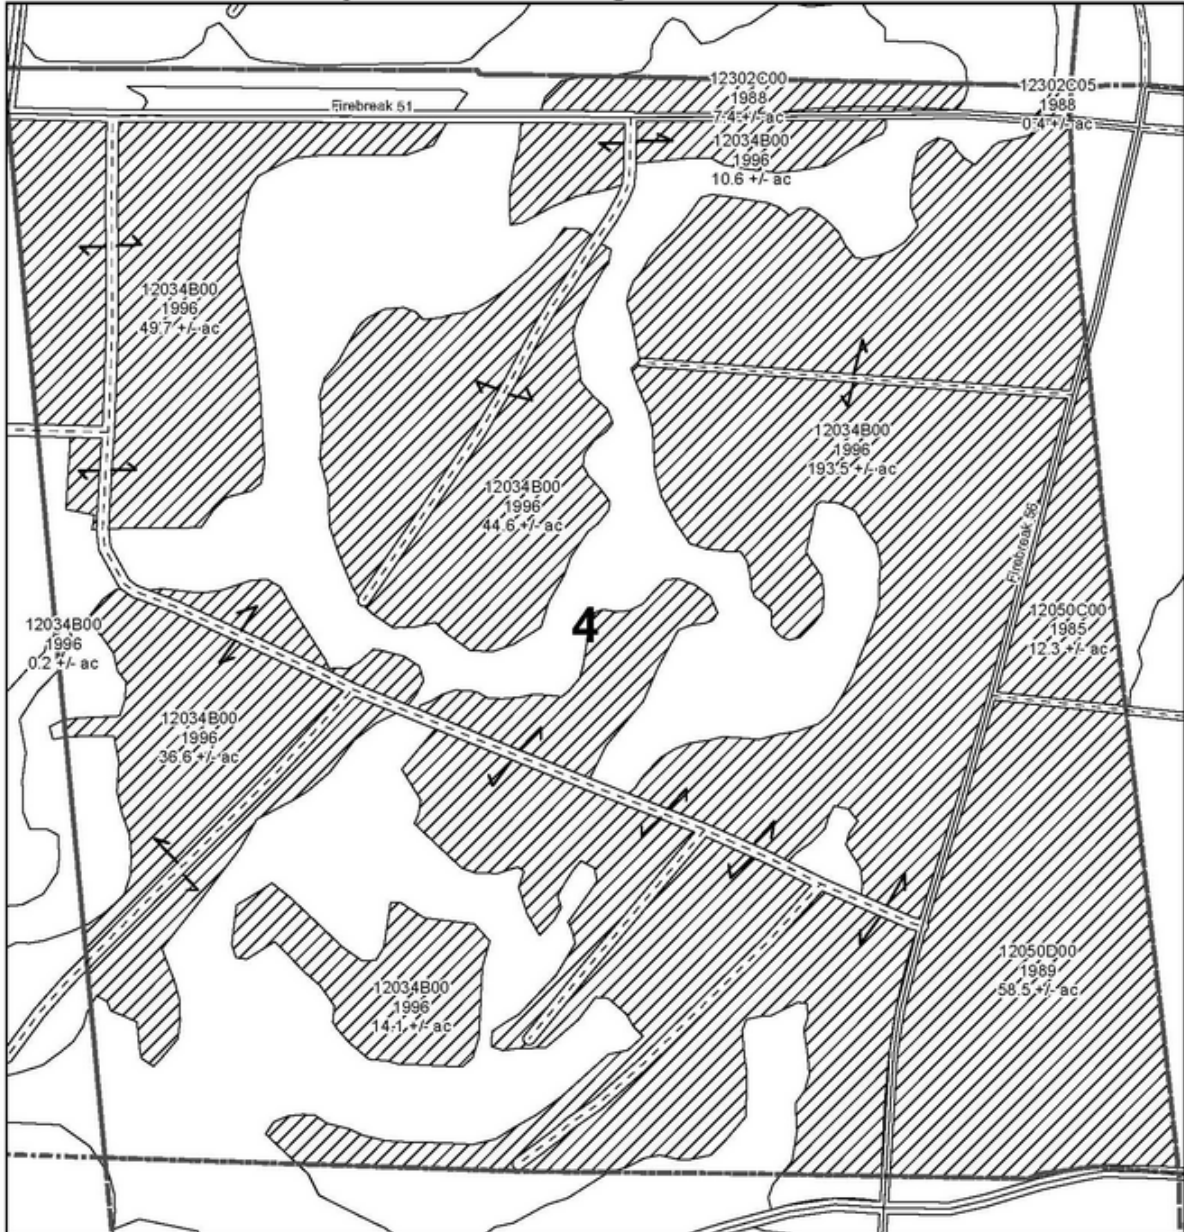 12302C00
1988
7.4 +/- ac
12302C05
1988
0.4 +/- ac
Firebreak 51
12034B00
1996
10.6 +/- ac
12034B00
1996
49.7 +/- ac
12034B00
1996
193.5 +/- ac
12034B00
1996
44.6 +/- ac
Firebreak 56
12034B00
1996
0.2 +/- ac
4
12050C00
1985
12.3 +/- ac
12034B00
1996
36.6 +/- ac
12050D00
1989
58.5 +/- ac
12034B00
1996
14.1 +/- ac